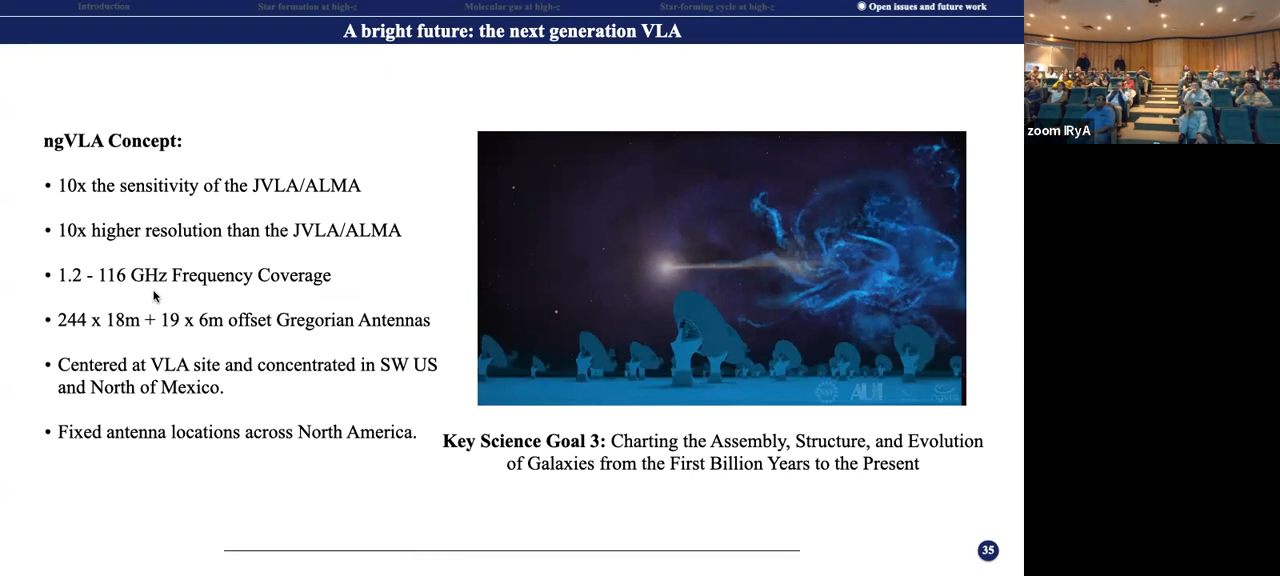 Introduction
Star formation at high-z
Molecular gas at high-z
Star-forming cycle at high-z
Open issues and future work
A bright future: the next generation VLA
ngVLA Concept:
• 10x the sensitivity of the JVLA/ALMA
• 10x higher resolution than the JVLA/ALMA
• 1.2 - 116 GHz Frequency Coverage
• 244 x 18m + 19 x 6m offset Gregorian Antennas
• Centered at VLA site and concentrated in SW US
and North of Mexico.
• Fixed antenna locations across North America.
AUI
Key Science Goal 3: Charting the Assembly, Structure, and Evolution
of Galaxies from the First Billion Years to the Present
35
zoom IRyA